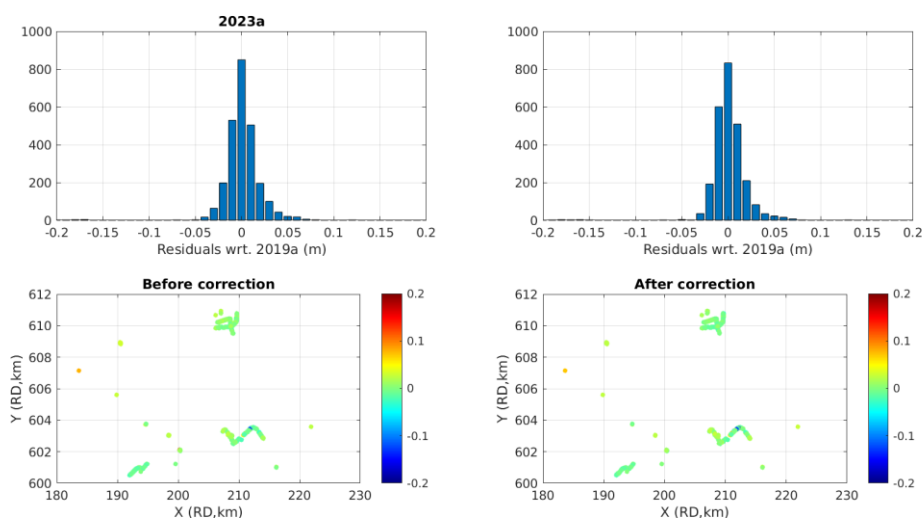 2023a
1000
800
600
400
200
0
-0.2 -0.15 -0.1 -0.05 0 0.05 0.1 0.15 0.2
Residuals wrt. 2019a (m)
1000
800
600
400
200
0
-0.2 -0.15 -0.1 -0.05 0 0.05 0.1 0.15 0.2
Residuals wrt. 2019a (m)
Before correction
612
610
608
606
604
602
600
Y (RD,km)
180 190 200 210 220 230
X (RD,km)
0.2
0.1
0
-0.1
-0.2
After correction
612
610
608
606
604
602
600
Y (RD,km)
180 190 200 210 220 230
X (RD,km)
0.2
0.1
0
-0.1
-0.2